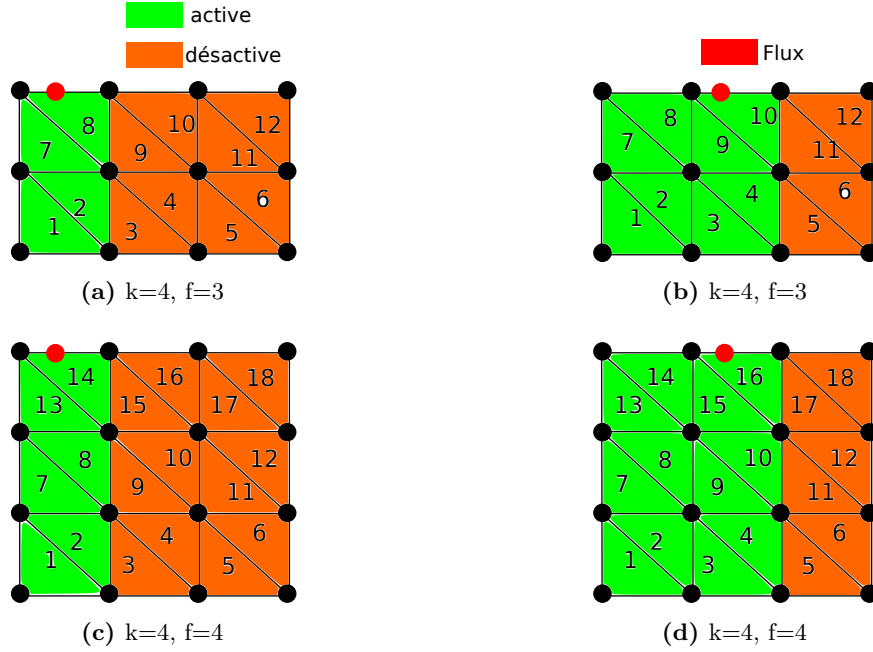 active
désactive
Flux
8 10 12
7 9 11
2 4 6
1 3 5
(a) k=4, f=3
8 10 12
7 9 11
2 4 6
1 3 5
(b) k=4, f=3
14 16 18
13 15 17
8 10 12
7 9 11
2 4 6
1 3 5
(c) k=4, f=4
14 16 18
13 15 17
8 10 12
7 9 11
2 4 6
1 3 5
(d) k=4, f=4